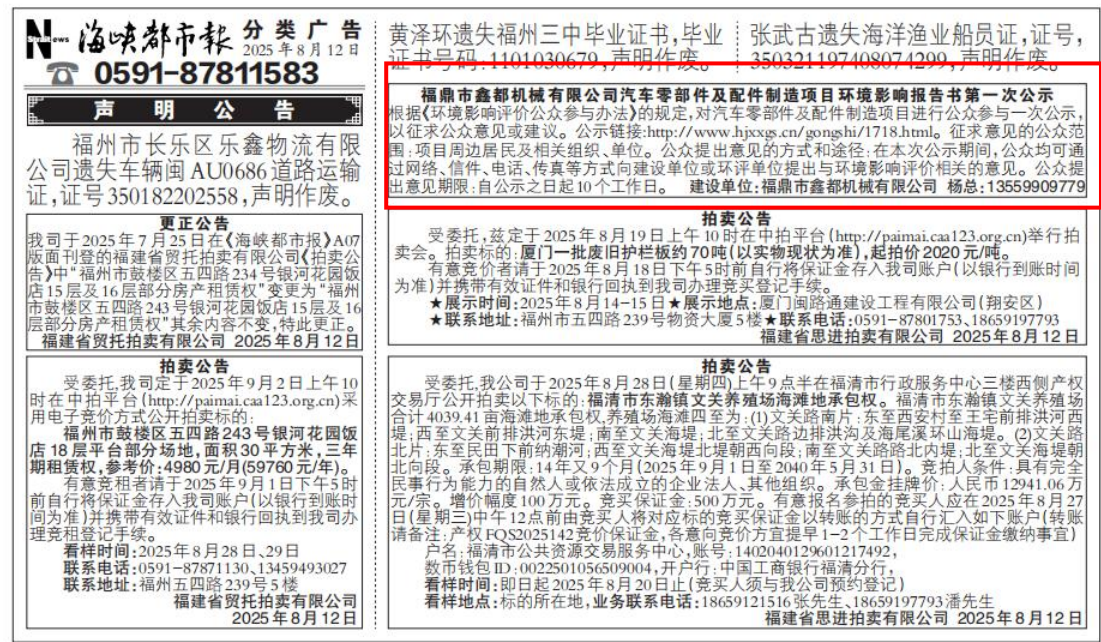 Strait News
海峡都市報
分类广告
2025年8月12日
☎ 0591-87811583
声明公告
福州市长乐区乐鑫物流有限
公司遗失车辆闽AU0686道路运输
证,证号350182202558,声明作废。
更正公告
我司于2025年7月25日在《海峡都市报》A07
版面刊登的福建省贸托拍卖有限公司《拍卖公
告》中“福州市鼓楼区五四路234号银河花园饭
店15层及16层部分房产租赁权”变更为“福州
市鼓楼区五四路243号银河花园饭店15层及16
层部分房产租赁权”其余内容不变,特此更正。
福建省贸托拍卖有限公司 2025年8月12日
拍卖公告
受委托,我司定于2025年9月2日上午10
时在中拍平台(http://paimai.caa123.org.cn)采
用电子竞价方式公开拍卖标的:
福州市鼓楼区五四路243号银河花园饭
店18层平台部分场地,面积30平方米,三年
期租赁权,参考价:4980元/月(59760元/年)。
有意竞租者请于2025年9月1日下午5时
前自行将保证金存入我司账户(以银行到账时
间为准)并携带有效证件和银行回执到我司办
理竞租登记手续。
看样时间:2025年8月28日、29日
联系电话:0591-87871130、13459493027
联系地址:福州五四路239号5楼
福建省贸托拍卖有限公司
2025年8月12日
黄泽环遗失福州三中毕业证书,毕业
证书号码:1101030679,声明作废。
张武古遗失海洋渔业船员证,证号,
350321197408074299,声明作废。
福鼎市鑫都机械有限公司汽车零部件及配件制造项目环境影响报告书第一次公示
根据《环境影响评价公众参与办法》的规定,对汽车零部件及配件制造项目进行公众参与一次公示,
以征求公众意见或建议。公示链接:http://www.hjxxgs.cn/gongshi/1718.html。征求意见的公众范
围:项目周边居民及相关组织、单位。公众提出意见的方式和途径:在本次公示期间,公众均可通
过网络、信件、电话、传真等方式向建设单位或环评单位提出与环境影响评价相关的意见。公众提
出意见期限:自公示之日起10个工作日。 建设单位:福鼎市鑫都机械有限公司 杨总:13559909779
拍卖公告
受委托,兹定于2025年8月19日上午10时在中拍平台(http://paimai.caa123.org.cn)举行拍
卖会。拍卖标的:厦门一批废旧护栏板约70吨(以实物现状为准),起拍价2020元/吨。
有意竞价者请于2025年8月18日下午5时前自行将保证金存入我司账户(以银行到账时间
为准)并携带有效证件和银行回执到我司办理竞买登记手续。
★展示时间:2025年8月14-15日★展示地点:厦门闽路通建设工程有限公司(翔安区)
★联系地址:福州市五四路239号物资大厦5楼★联系电话:0591-87801753、18659197793
福建省思进拍卖有限公司 2025年8月12日
拍卖公告
受委托,我公司于2025年8月28日(星期四)上午9点半在福清市行政服务中心三楼西侧产权
交易厅公开拍卖以下标的:福清市东瀚镇文关养殖场海滩地承包权。福清市东瀚镇文关养殖场
合计4039.41亩海滩地承包权,养殖场海滩四至为:(1)文关路南片:东至西安村至王宅前排洪河西
堤;西至文关前排洪河东堤;南至文关海堤;北至文关路边排洪沟及海尾溪环山海堤。(2)文关路
北片:东至民田下前纳潮河;西至文关海堤北堤朝西向段;南至文关路路北内堤;北至文关海堤朝
北向段。承包期限:14年又9个月(2025年9月1日至2040年5月31日)。竞拍人条件:具有完全
民事行为能力的自然人或依法成立的企业法人、其他组织。承包金挂牌价:人民币12941.06万
元/宗。增价幅度100万元。竞买保证金:500万元。有意报名参拍的竞买人应在2025年8月27
日(星期三)中午12点前由竞买人将对应标的竞买保证金以转账的方式自行汇入如下账户(转账
请备注:产权FQS2025142竞价保证金,各意向竞价方宜提早1-2个工作日完成保证金缴纳事宜)
户名:福清市公共资源交易服务中心,账号:1402040129601217492,
数币钱包ID:0022501056509004,开户行:中国工商银行福清分行,
看样时间:即日起2025年8月20日止(竞买人须与我公司预约登记)
看样地点:标的所在地,业务联系电话:18659121516张先生、18659197793潘先生
福建省思进拍卖有限公司 2025年8月12日